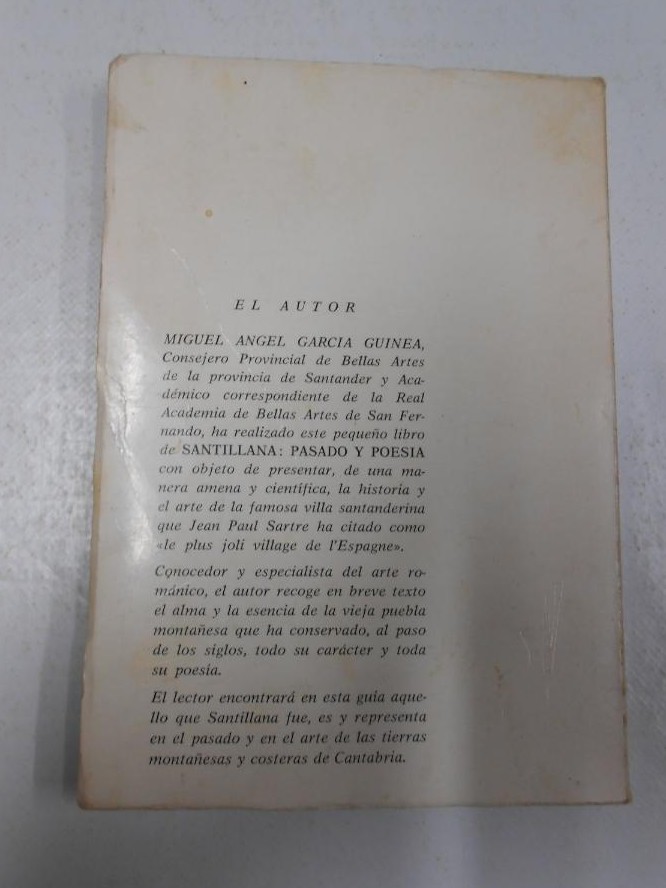 EL AUTOR
MIGUEL ANGEL GARCIA GUINEA,
Consejero Provincial de Bellas Artes
de la provincia de Santander y Aca-
démico correspondiente de la Real
Academia de Bellas Artes de San Fer-
nando, ha realizado este pequeño libro
de SANTILLANA: PASADO Y POESIA
con objeto de presentar, de una ma-
nera amena y científica, la historia y
el arte de la famosa villa santanderina
que Jean Paul Sartre ha citado como
«le plus joli village de l'Espagne».
Conocedor y especialista del arte ro-
mánico, el autor recoge en breve texto
el alma y la esencia de la vieja puebla
montañesa que ha conservado, al paso
de los siglos, todo su carácter y toda
su poesía.
El lector encontrará en esta guía aque-
llo que Santillana fue, es y representa
en el pasado y en el arte de las tierras
montañesas y costeras de Cantabria.